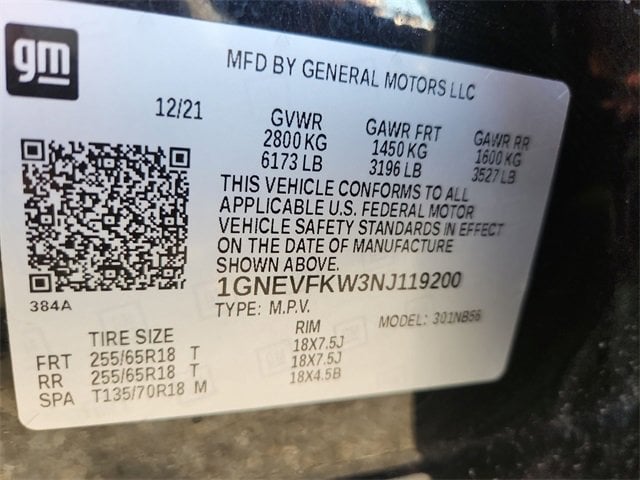 gm
MFD BY GENERAL MOTORS LLC
12/21
GVWR GAWR FRT GAWR RR
2800 KG 1450 KG 1600 KG
6173 LB 3196 LB 3527 LB
THIS VEHICLE CONFORMS TO ALL
APPLICABLE U.S. FEDERAL MOTOR
VEHICLE SAFETY STANDARDS IN EFFECT
ON THE DATE OF MANUFACTURE
SHOWN ABOVE.
384A
1GNEVFKW3NJ119200
TYPE: M.P.V. MODEL: 301NB56
TIRE SIZE RIM
FRT 255/65R18 T 18X7.5J
RR 255/65R18 T 18X7.5J
SPA T135/70R18 M 18X4.5B